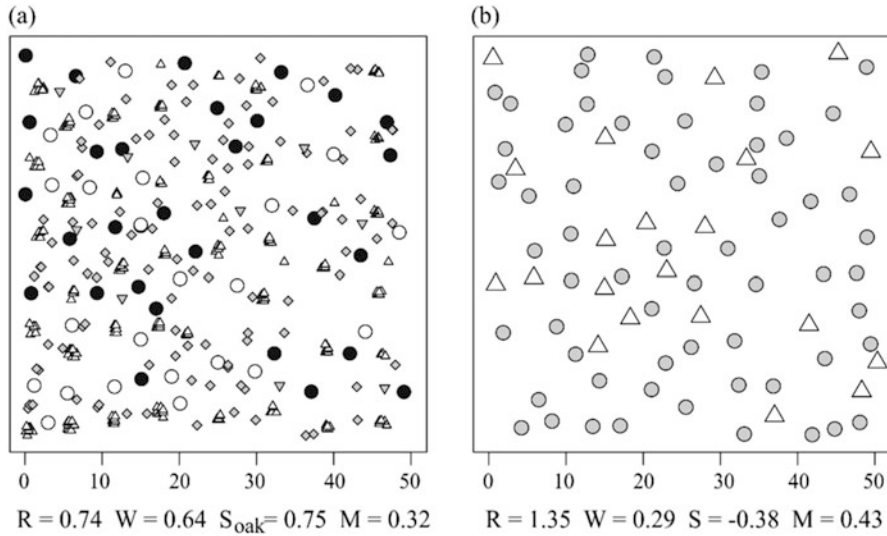 (a)
0 10 20 30 40 50
R = 0.74 W = 0.64 Soak = 0.75 M = 0.32
(b)
0 10 20 30 40 50
R = 1.35 W = 0.29 S = -0.38 M = 0.43